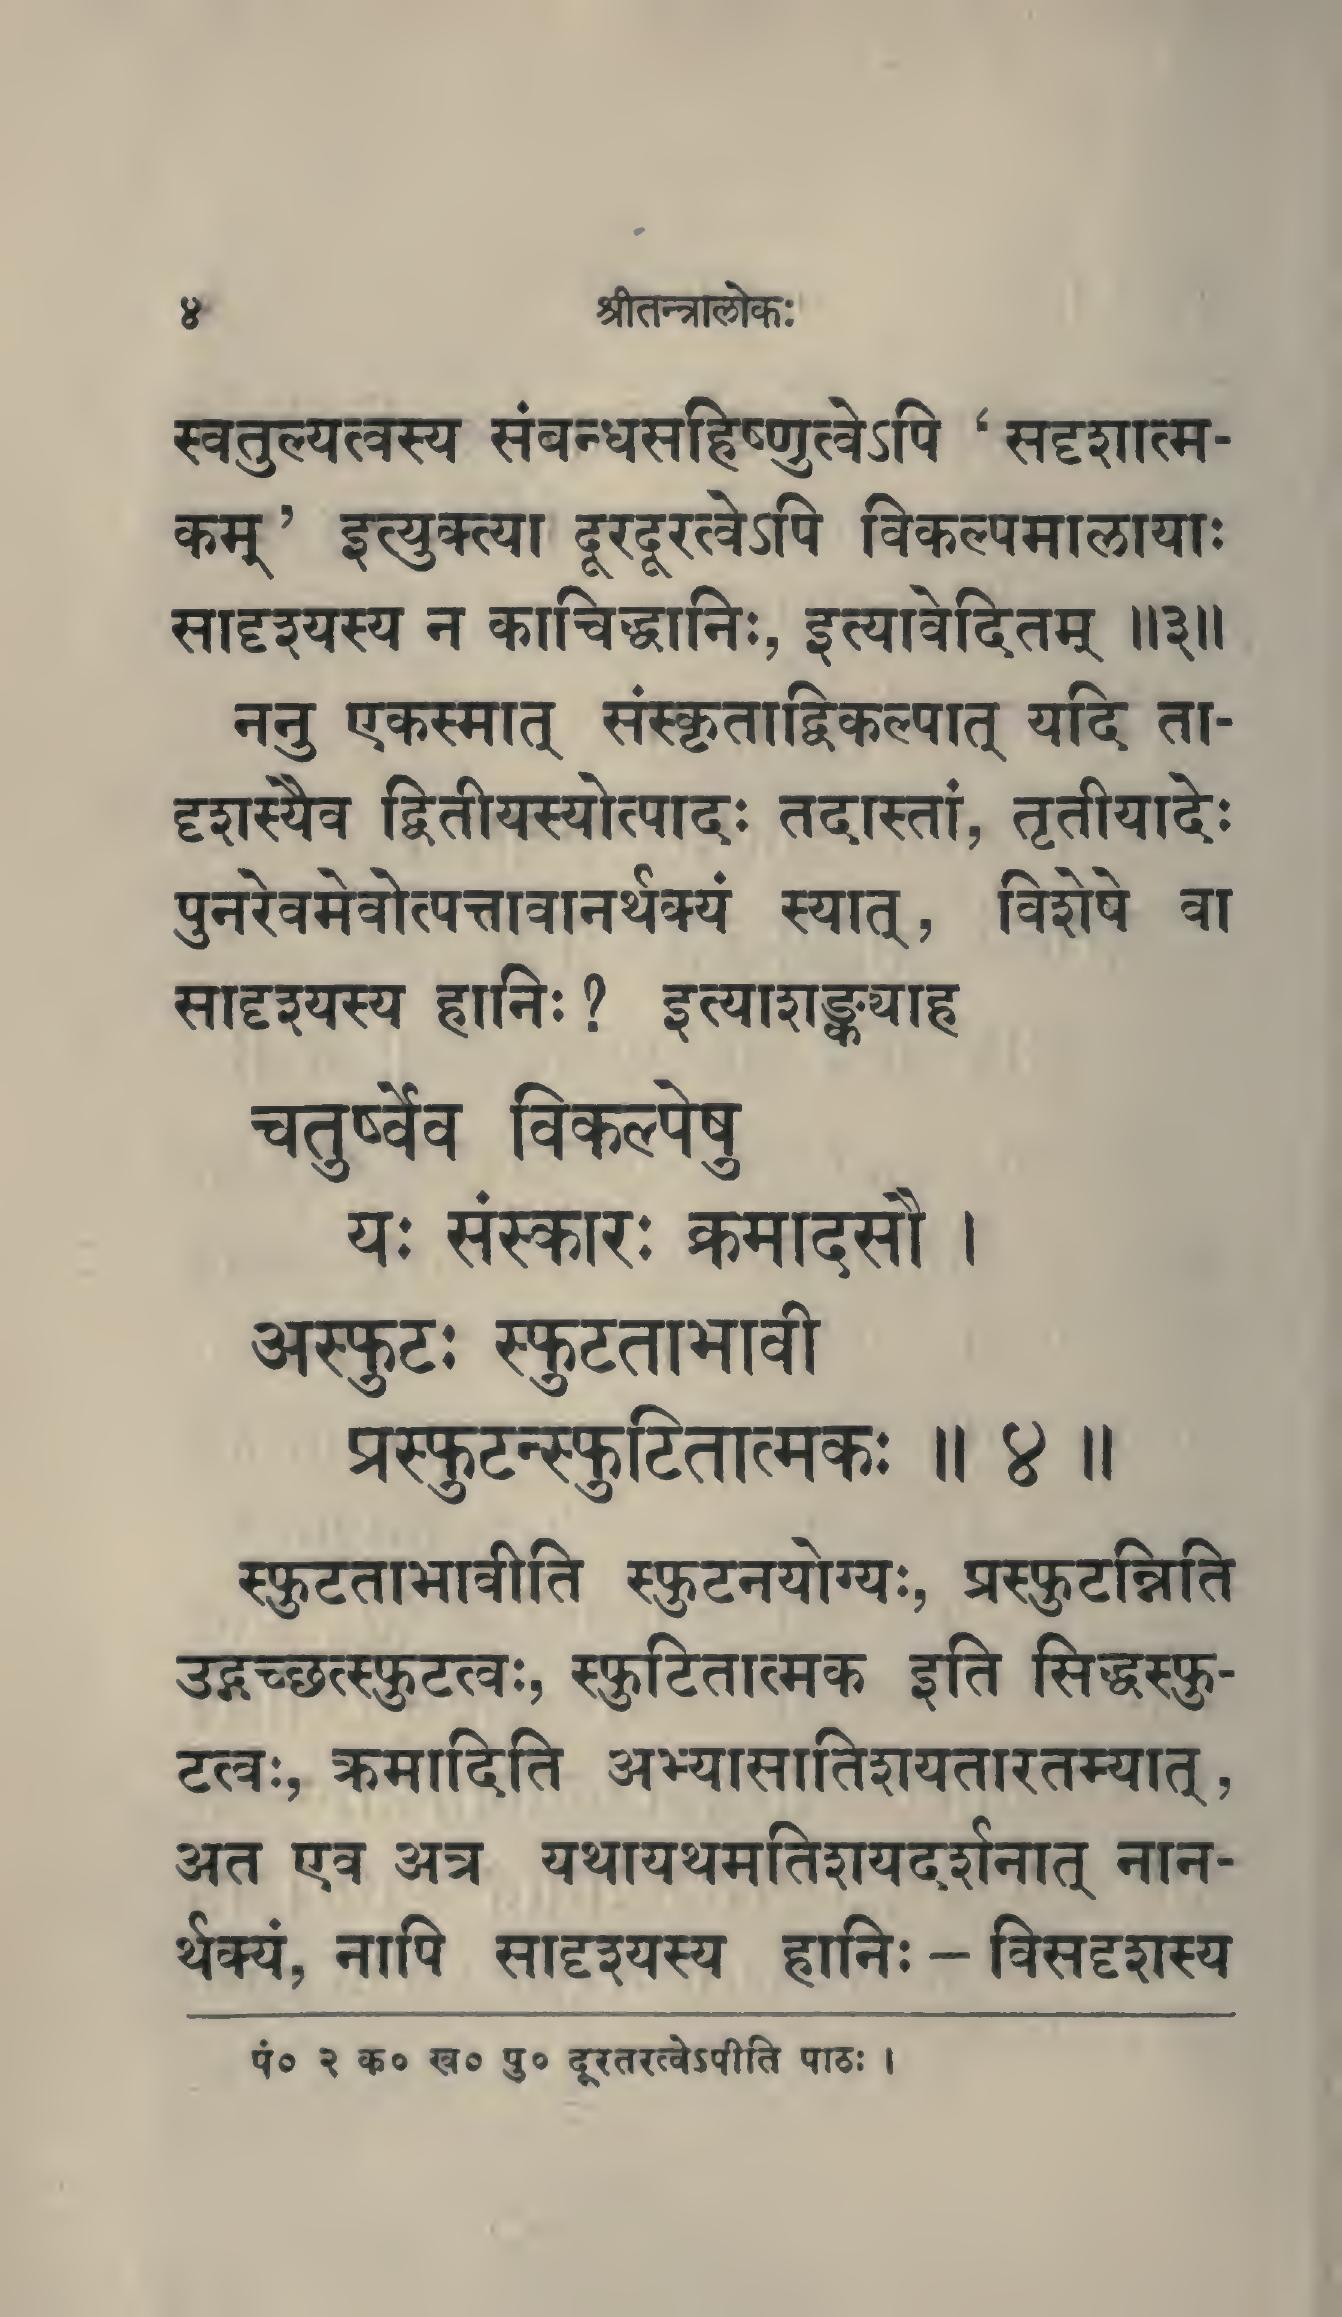 ४ श्रीतन्त्रालोकः
स्वतुल्यत्वस्य संबन्धसहिष्णुत्वेऽपि ‘सदृशात्म-
कम्’ इत्युक्त्या दूरदूरत्वेऽपि विकल्पमालायाः
सादृश्यस्य न काचिद्धानिः, इत्यावेदितम् ॥३॥
ननु एकस्मात् संस्कृताद्विकल्पात् यदि ता-
दृशस्यैव द्वितीयस्योत्पादः तदास्तां, तृतीयादेः
पुनरेवमेवोत्पत्तावानर्थक्यं स्यात्, विशेषे वा
सादृश्यस्य हानिः? इत्याशङ्क्याह
चतुर्ष्वेव विकल्पेषु
यः संस्कारः क्रमादसौ ।
अस्फुटः स्फुटताभावी
प्रस्फुटन्स्फुटितात्मकः ॥ ४ ॥
स्फुटताभावीति स्फुटनयोग्यः, प्रस्फुटन्निति
उद्गच्छत्स्फुटत्वः, स्फुटितात्मक इति सिद्धस्फु-
टत्वः, क्रमादिति अभ्यासातिशयतारतम्यात्,
अत एव अत्र यथायथमतिशयदर्शनात् नान-
र्थक्यं, नापि सादृश्यस्य हानिः – विसदृशस्य
पं० २ क० ख० पु० दूरतरत्वेऽपीति पाठः ।